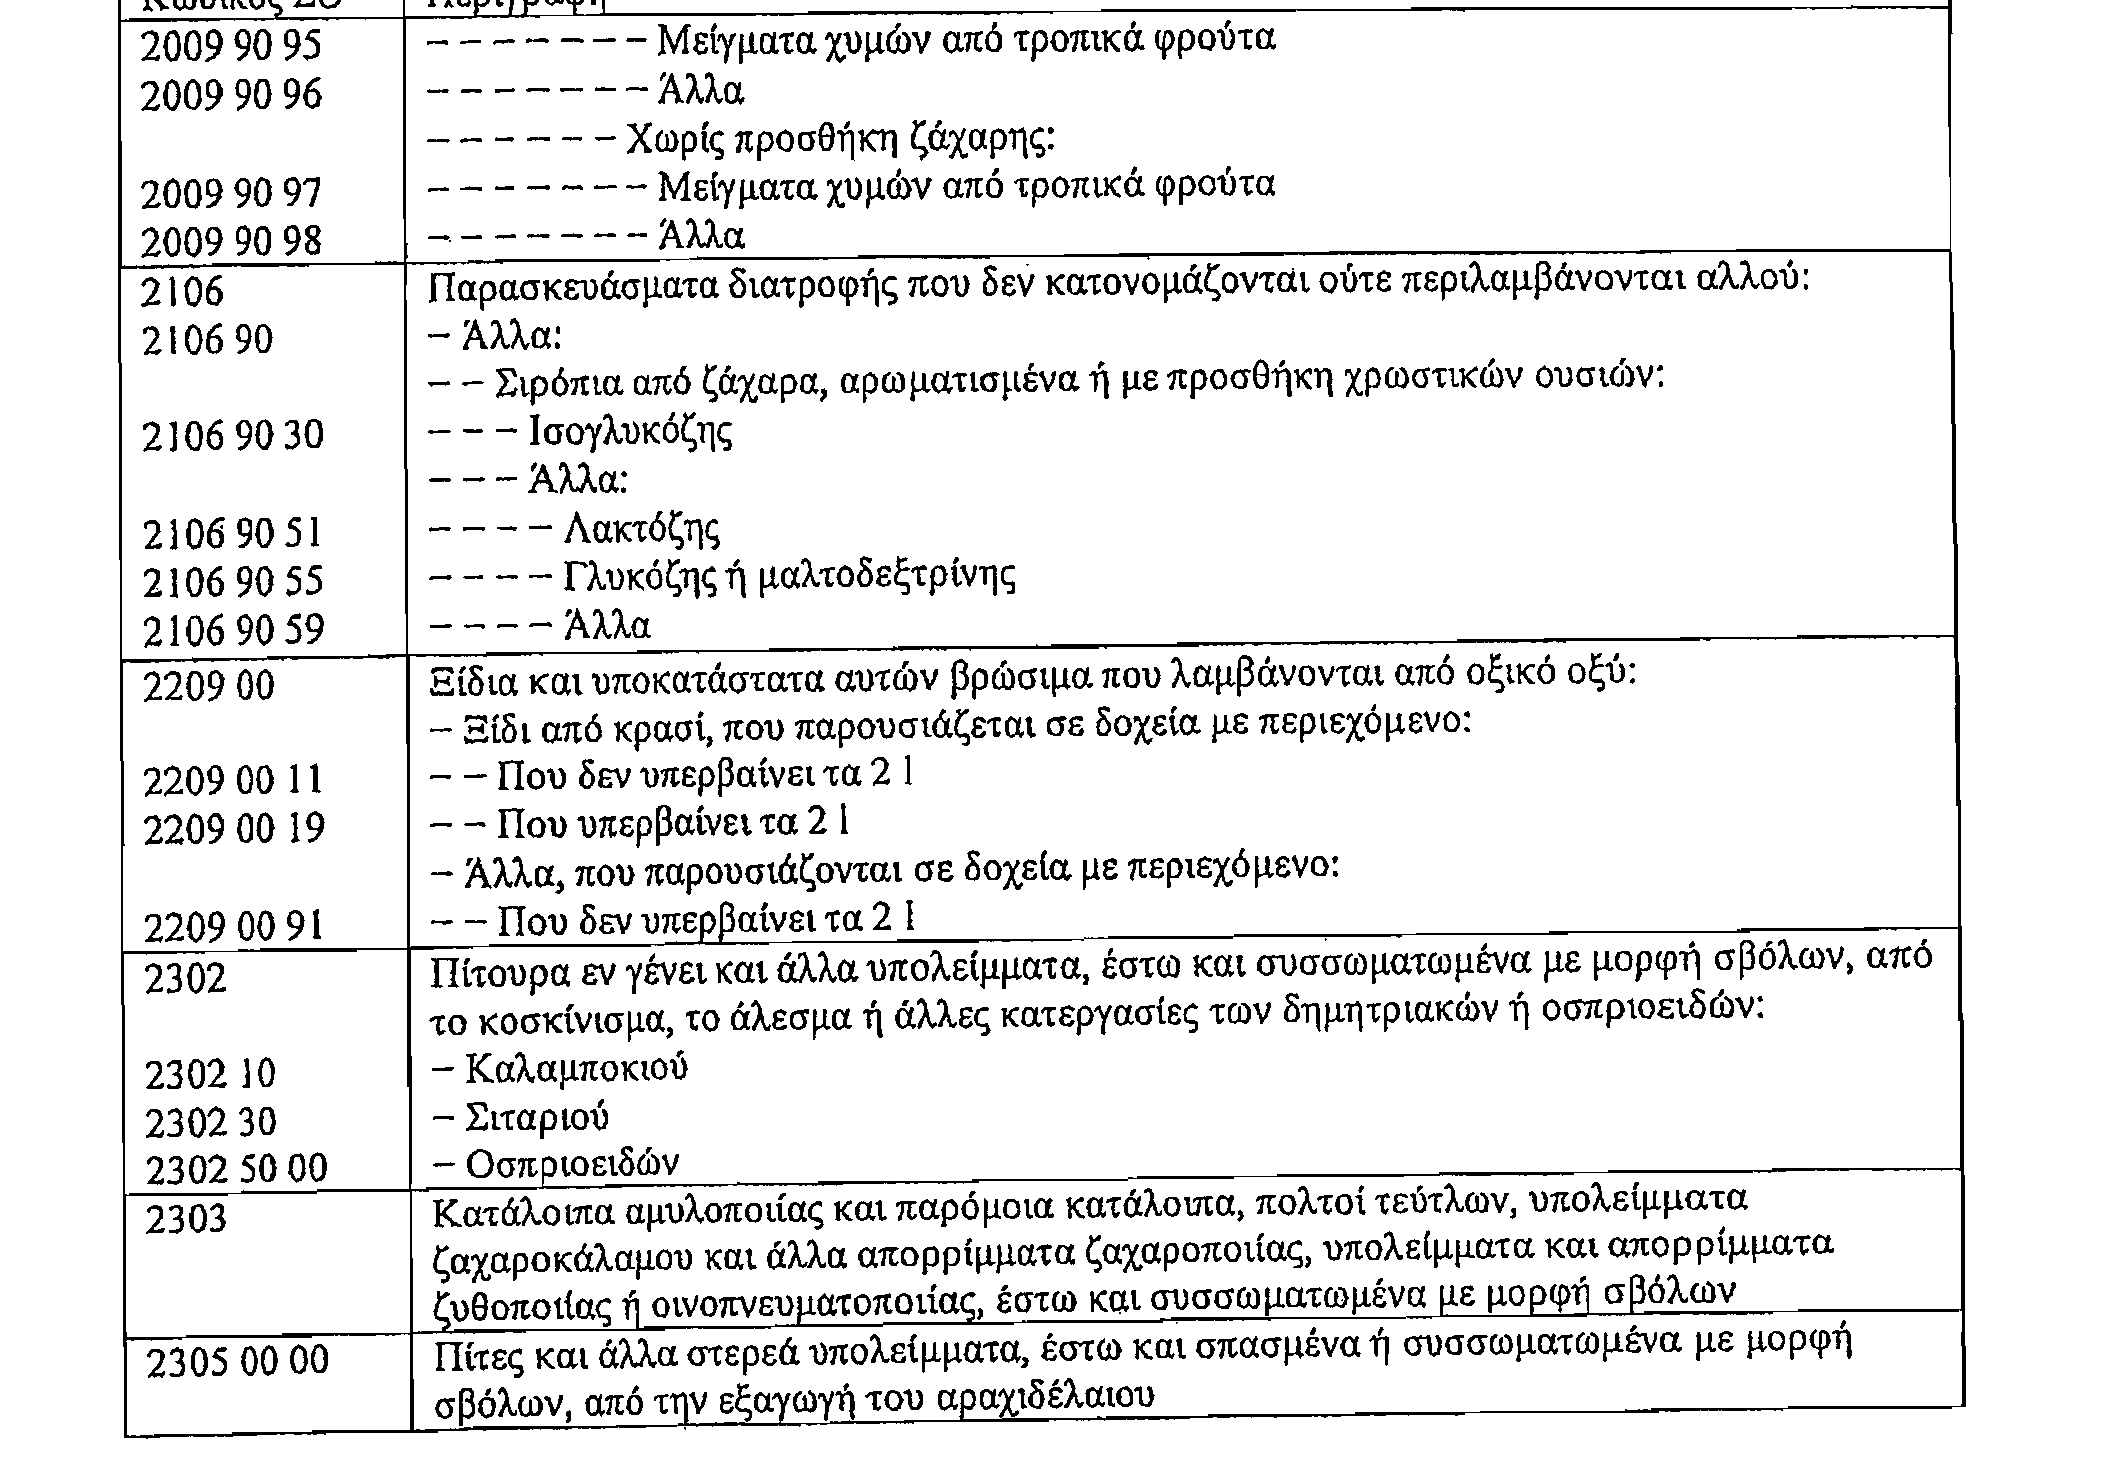 2009 90 95 – – – – – – – Μείγματα χυμών από τροπικά φρούτα
2009 90 96 – – – – – – – Άλλα
– – – – – – Χωρίς προσθήκη ζάχαρης:
2009 90 97 – – – – – – – Μείγματα χυμών από τροπικά φρούτα
2009 90 98 – – – – – – – Άλλα
2106 Παρασκευάσματα διατροφής που δεν κατονομάζονται ούτε περιλαμβάνονται αλλού:
2106 90 – Άλλα:
– – Σιρόπια από ζάχαρα, αρωματισμένα ή με προσθήκη χρωστικών ουσιών:
2106 90 30 – – – Ισογλυκόζης
– – – Άλλα:
2106 90 51 – – – – Λακτόζης
2106 90 55 – – – – Γλυκόζης ή μαλτοδεξτρίνης
2106 90 59 – – – – Άλλα
2209 00 Ξίδια και υποκατάστατα αυτών βρώσιμα που λαμβάνονται από οξικό οξύ:
– Ξίδι από κρασί, που παρουσιάζεται σε δοχεία με περιεχόμενο:
2209 00 11 – – Που δεν υπερβαίνει τα 2 l
2209 00 19 – – Που υπερβαίνει τα 2 l
– Άλλα, που παρουσιάζονται σε δοχεία με περιεχόμενο:
2209 00 91 – – Που δεν υπερβαίνει τα 2 l
2302 Πίτουρα εν γένει και άλλα υπολείμματα, έστω και συσσωματωμένα με μορφή σβόλων, από
το κοσκίνισμα, το άλεσμα ή άλλες κατεργασίες των δημητριακών ή οσπριοειδών:
2302 10 – Καλαμποκιού
2302 30 – Σιταριού
2302 50 00 – Οσπριοειδών
2303 Κατάλοιπα αμυλοποιίας και παρόμοια κατάλοιπα, πολτοί τεύτλων, υπολείμματα
ζαχαροκάλαμου και άλλα απορρίμματα ζαχαροποιίας, υπολείμματα και απορρίμματα
ζυθοποιίας ή οινοπνευματοποιίας, έστω και συσσωματωμένα με μορφή σβόλων
2305 00 00 Πίτες και άλλα στερεά υπολείμματα, έστω και σπασμένα ή συσσωματωμένα με μορφή
σβόλων, από την εξαγωγή του αραχιδέλαιου